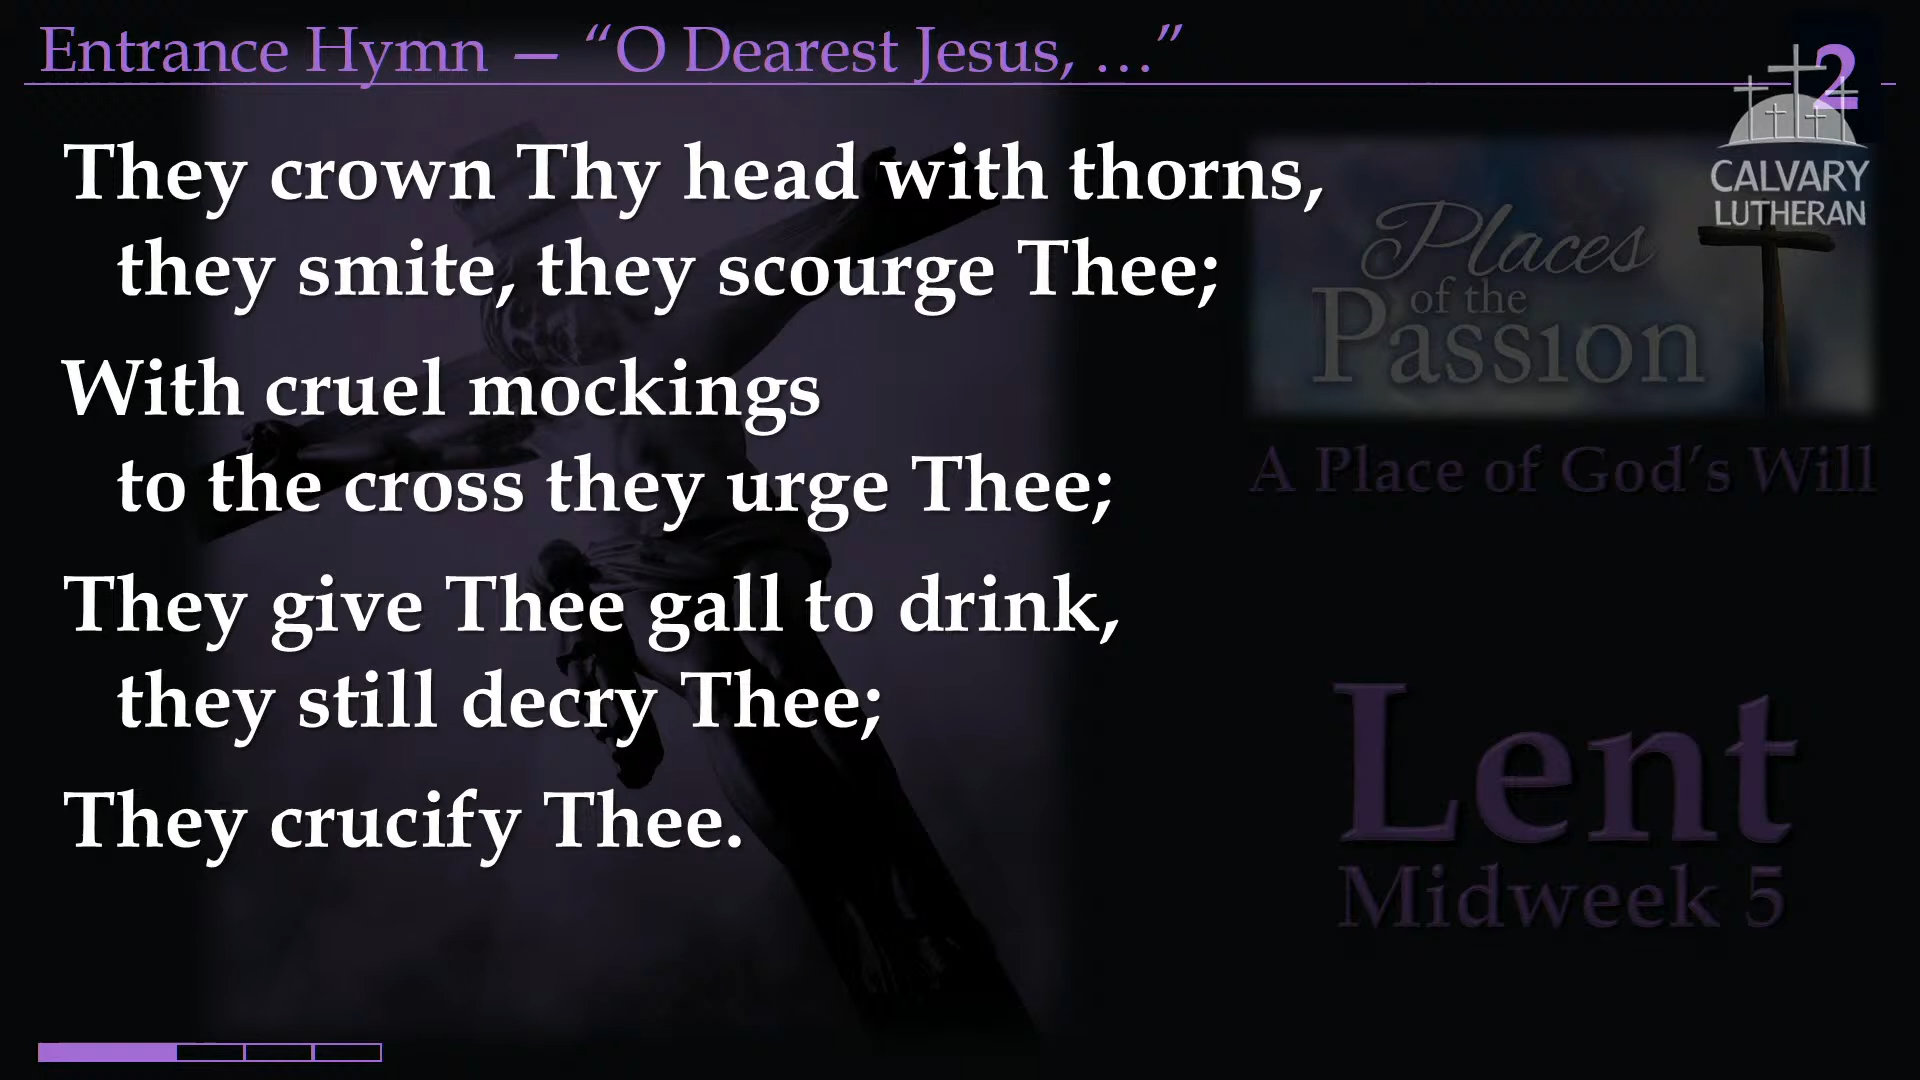 Entrance Hymn — “O Dearest Jesus, …”
2
They crown Thy head with thorns,
they smite, they scourge Thee;
With cruel mockings
to the cross they urge Thee;
They give Thee gall to drink,
they still decry Thee;
They crucify Thee.
CALVARY
LUTHERAN
Places
of the
Passion
A Place of God’s Will
Lent
Midweek 5